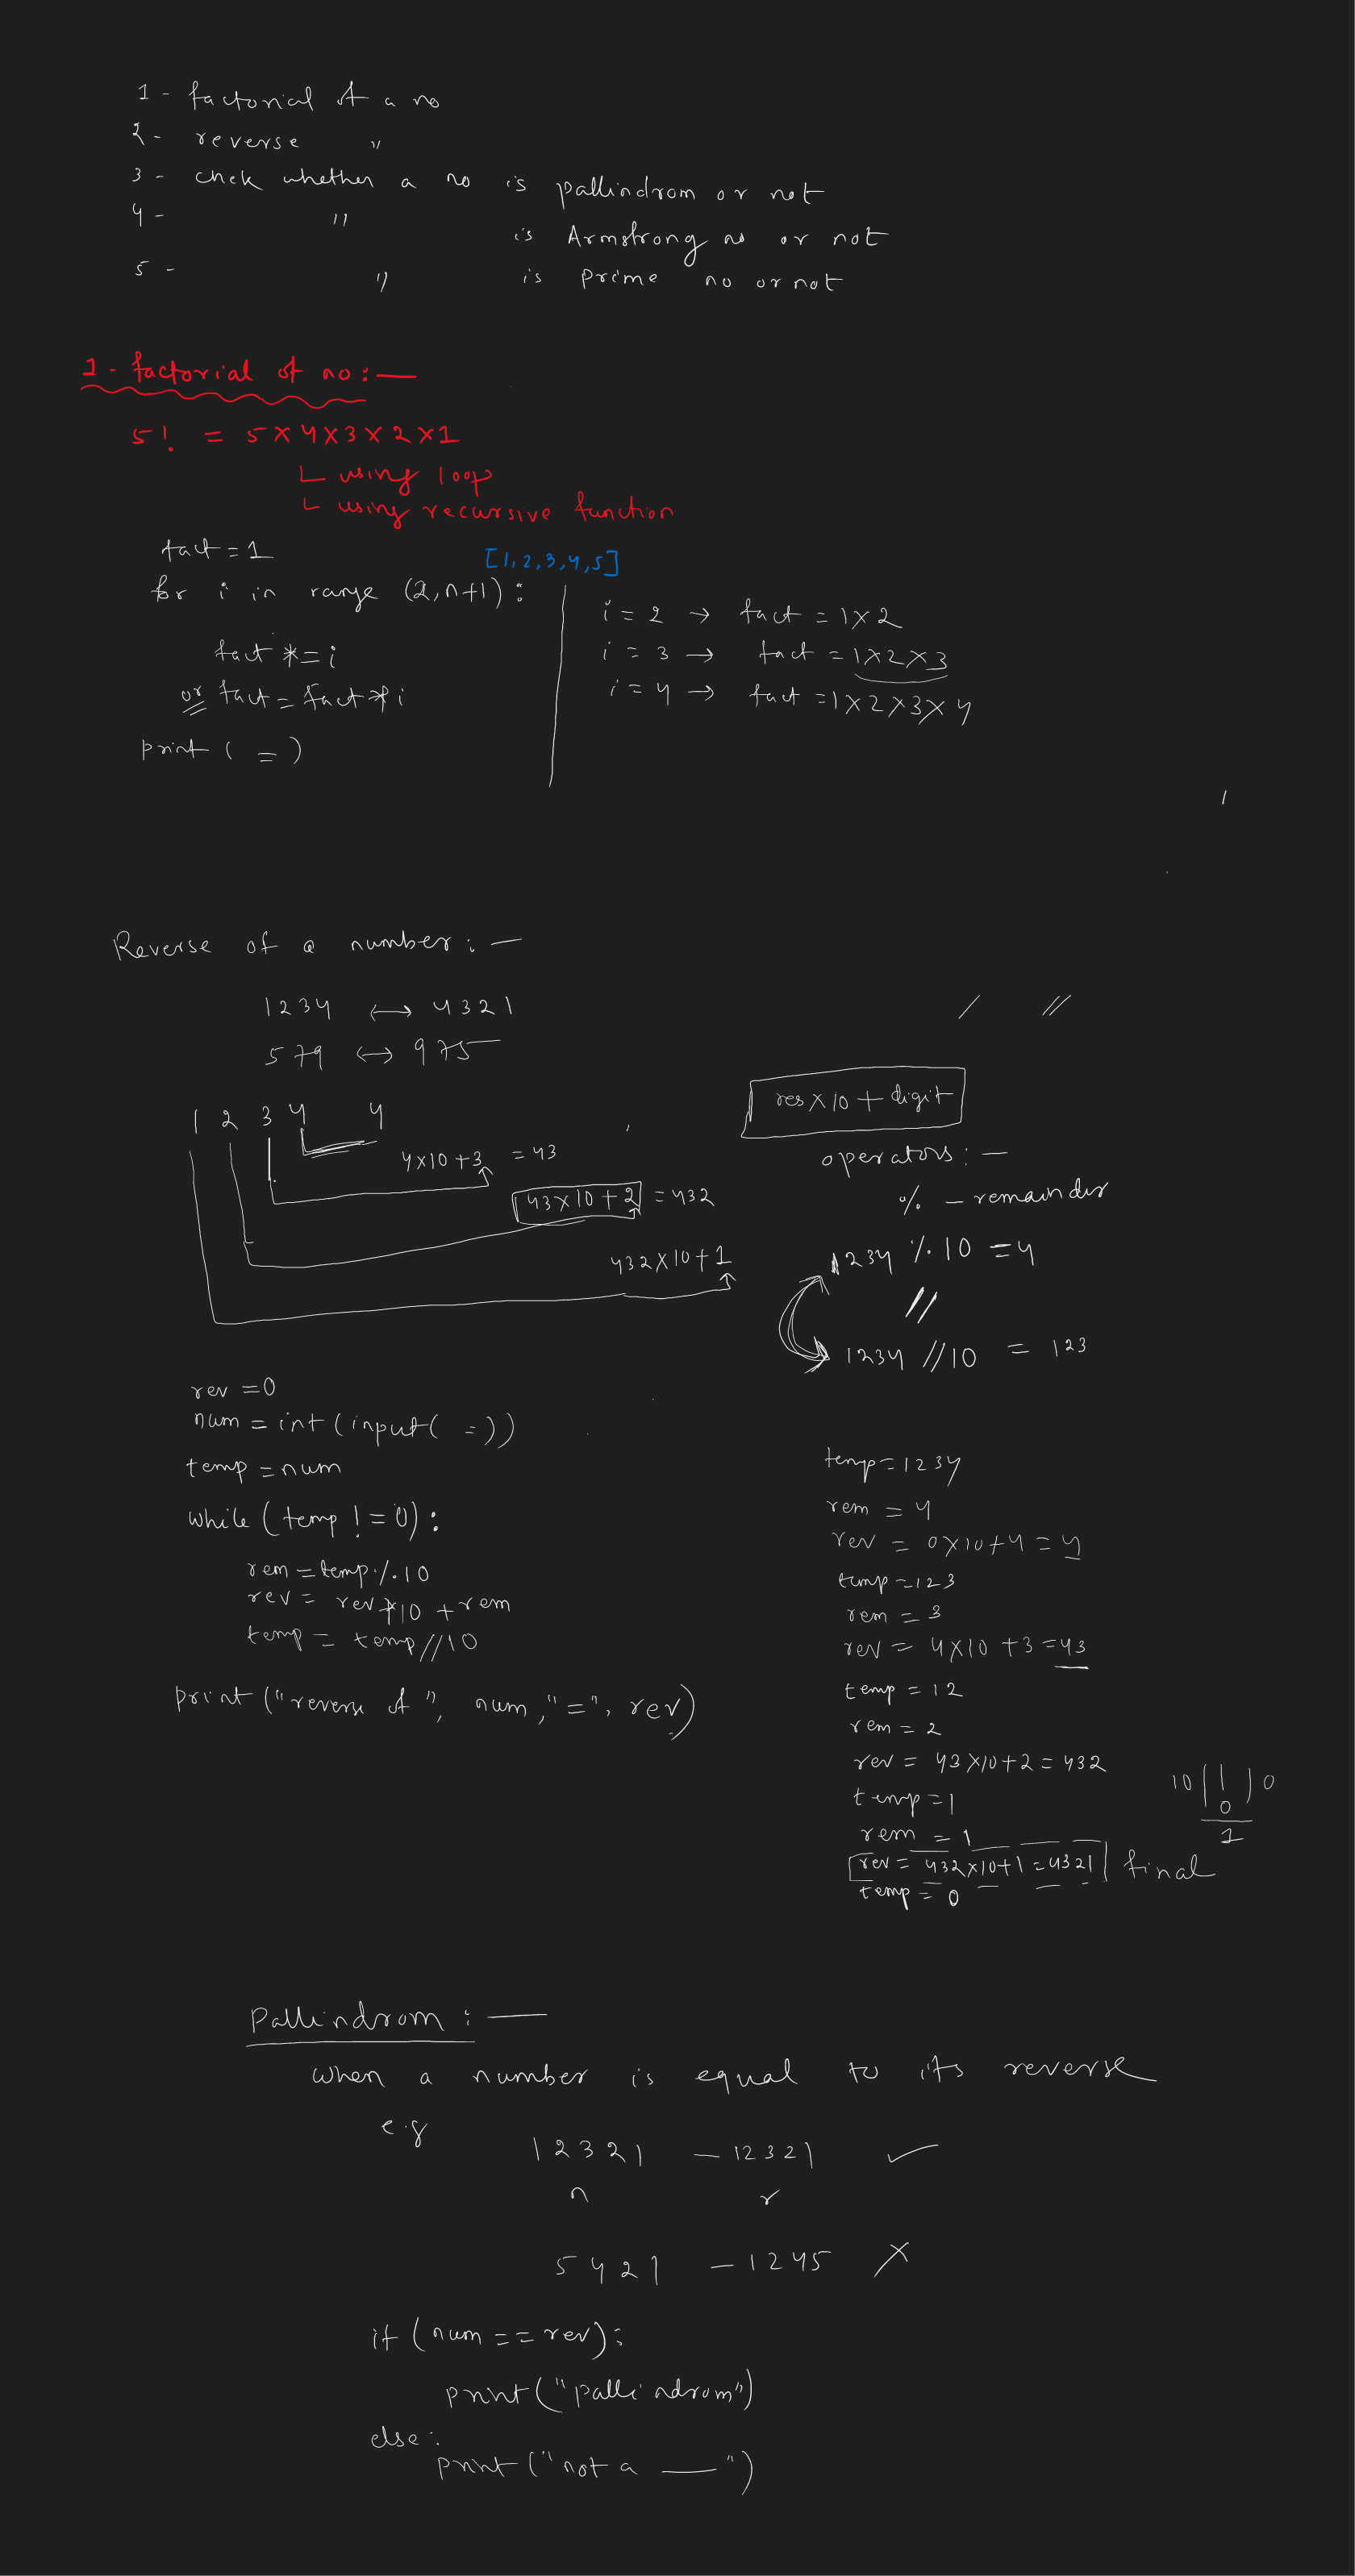 1 - factorial of a no
2 - reverse "
3 - chek whether a no is pallindrom or not
4 - " is Armstrong no or not
5 - " is prime no or not
1 - factorial of no :—
5! = 5×4×3×2×1
using loop
using recursive function
fact = 1
[1,2,3,4,5]
for i in range (2, n+1) :
fact *= i
or fact = fact * i
print ( = )
i = 2 → fact = 1×2
i = 3 → fact = 1×2×3
i = 4 → fact = 1×2×3×4
Reverse of a number : —
1234 ↔ 4321
579 ↔ 975
1 2 3 4 4
4×10+3 = 43
43×10+2 = 432
432×10+1
/ //
res×10 + digit
operators : —
% - remainder
1234 % 10 = 4
//
1234 // 10 = 123
rev = 0
num = int (input( = ))
temp = num
while (temp != 0) :
rem = temp % 10
rev = rev*10 + rem
temp = temp // 10
print ("reverse of ", num, "=", rev)
temp = 1234
rem = 4
rev = 0×10+4 = 4
temp = 123
rem = 3
rev = 4×10+3 = 43
temp = 12
rem = 2
rev = 43×10+2 = 432
temp = 1
rem = 1
rev = 432×10+1 = 4321 final
temp = 0
10 ) 1 ( 0
0
1
Pallindrom : —
when a number is equal to its reverse
e.g
12321 — 12321 ✓
n r
5421 — 1245 ×
if (num == rev) :
print ("pallindrom")
else :
print ("not a —")